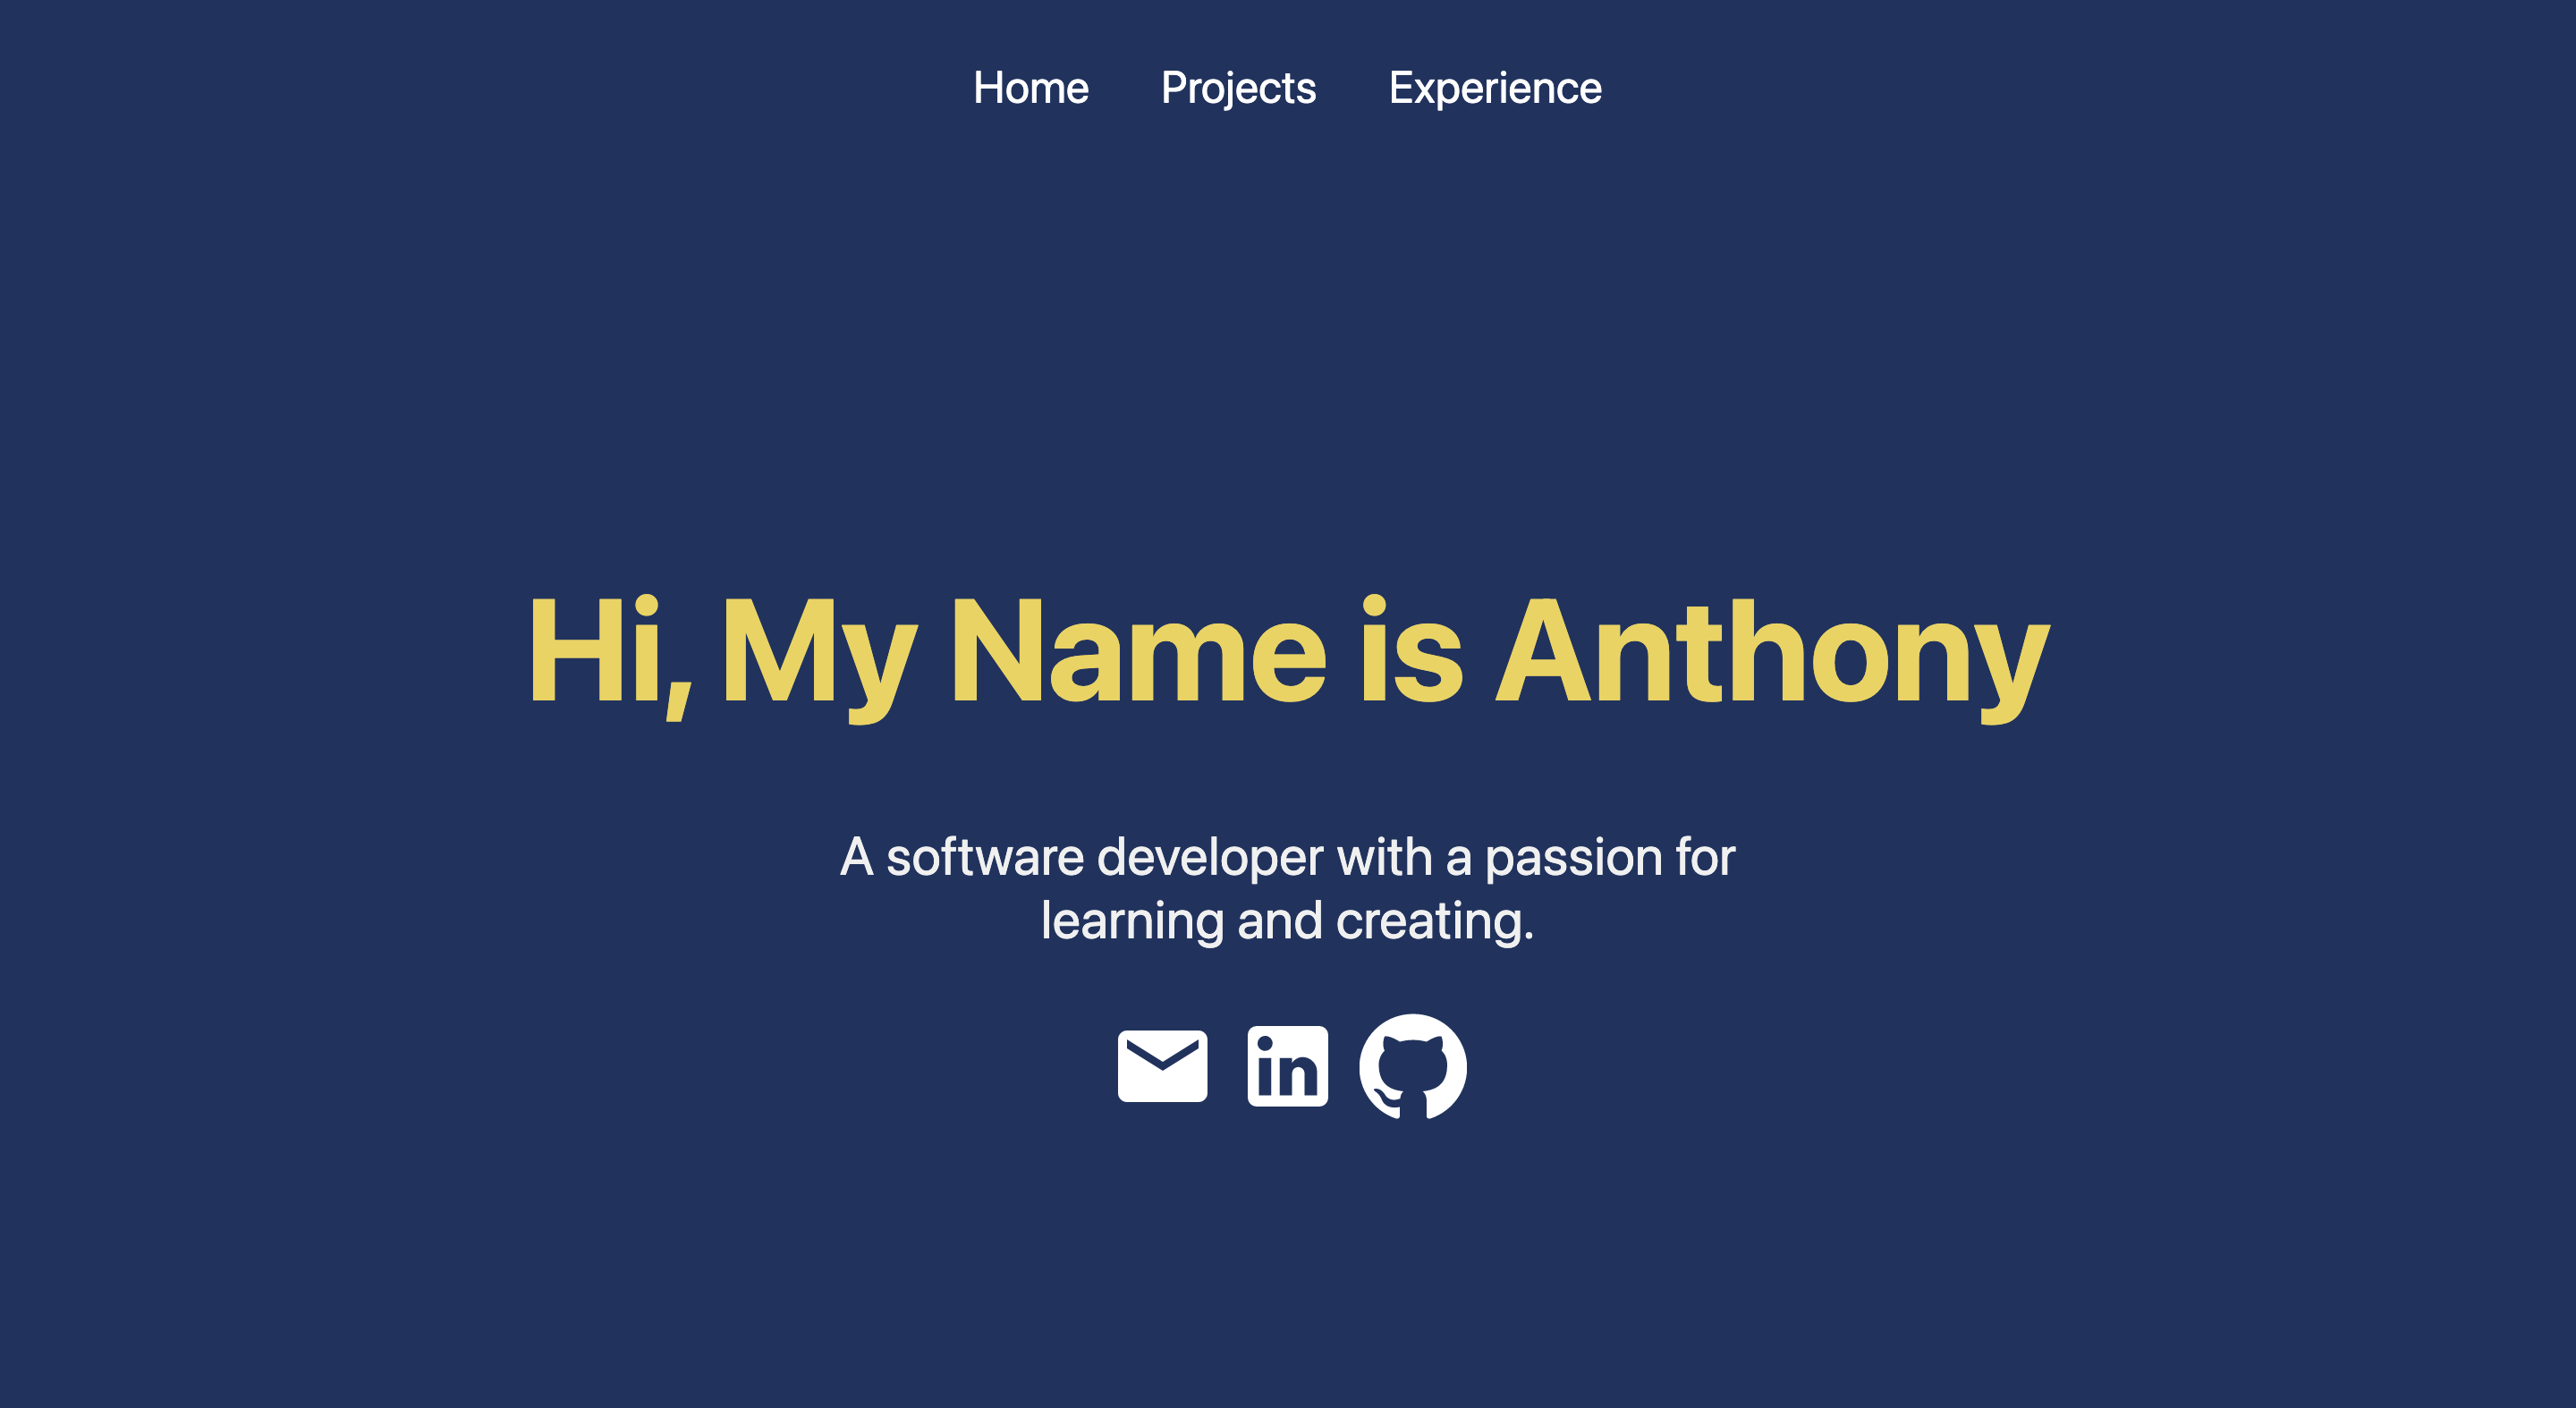 Home Projects Experience
Hi, My Name is Anthony
A software developer with a passion for
learning and creating.
in